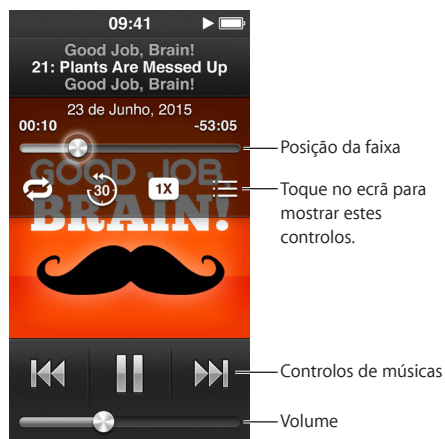 09:41
Good Job, Brain!
21: Plants Are Messed Up
Good Job, Brain!
23 de Junho, 2015
00:10 -53:05
Posição da faixa
GOOD JOB
30 1X
BRAIN!
Toque no ecrã para
mostrar estes
controlos.
Controlos de músicas
Volume